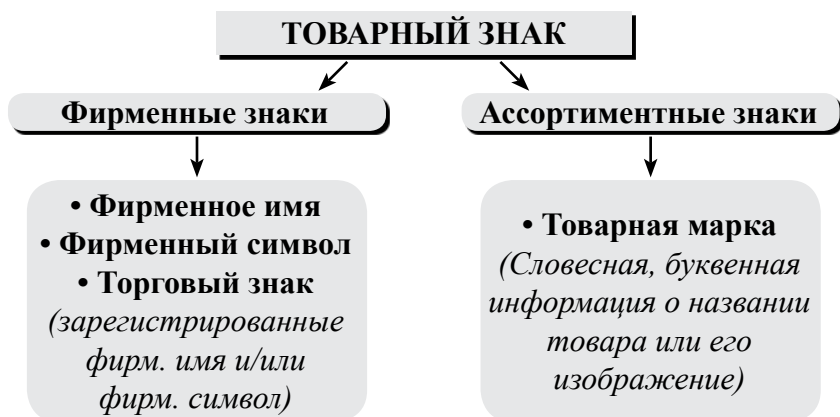 ТОВАРНЫЙ ЗНАК
Фирменные знаки
Ассортиментные знаки
• Фирменное имя
• Фирменный символ
• Торговый знак
(зарегистрированные
фирм. имя и/или
фирм. символ)
• Товарная марка
(Словесная, буквенная
информация о названии
товара или его
изображение)